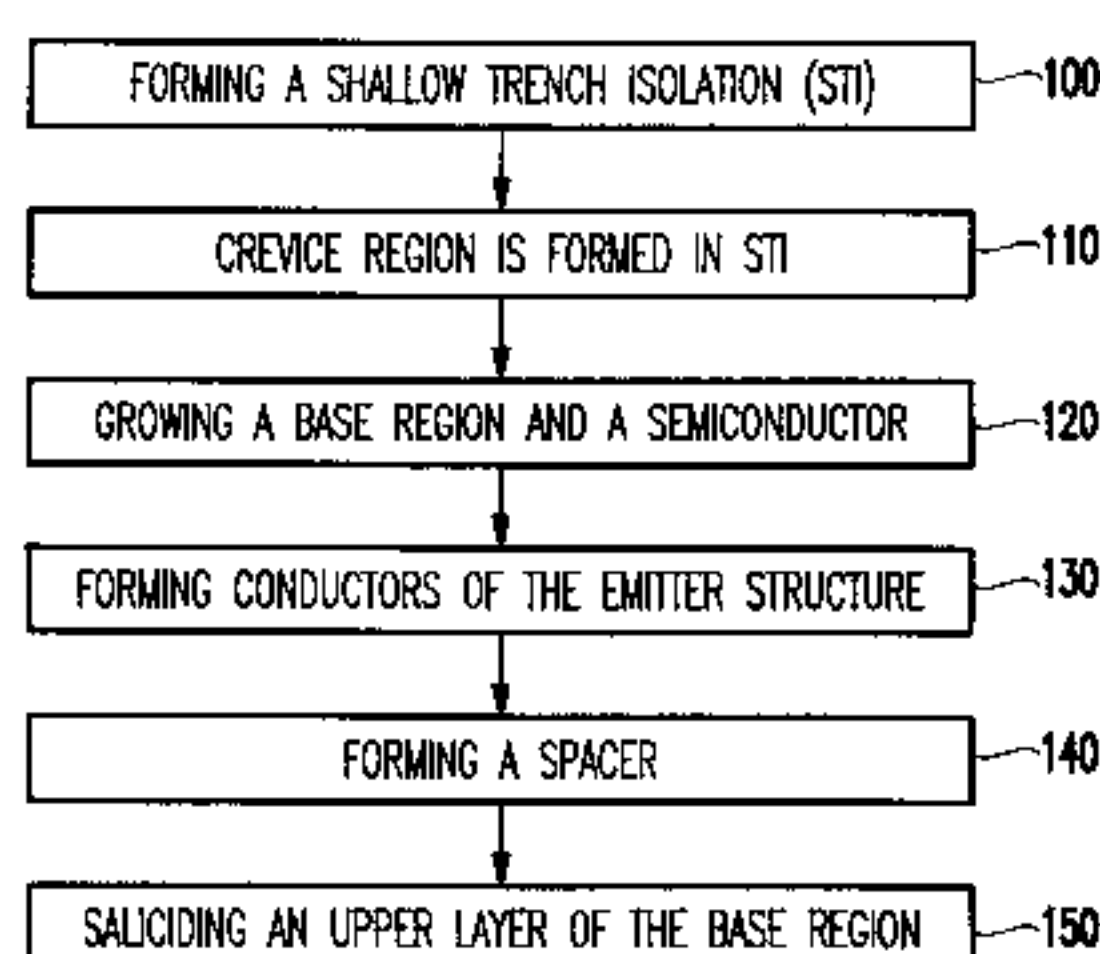 FORMING A SHALLOW TRENCH ISOLATION (STI) 100
CREVICE REGION IS FORMED IN STI 110
GROWING A BASE REGION AND A SEMICONDUCTOR 120
FORMING CONDUCTORS OF THE EMITTER STRUCTURE 130
FORMING A SPACER 140
SALICIDING AN UPPER LAYER OF THE BASE REGION 150